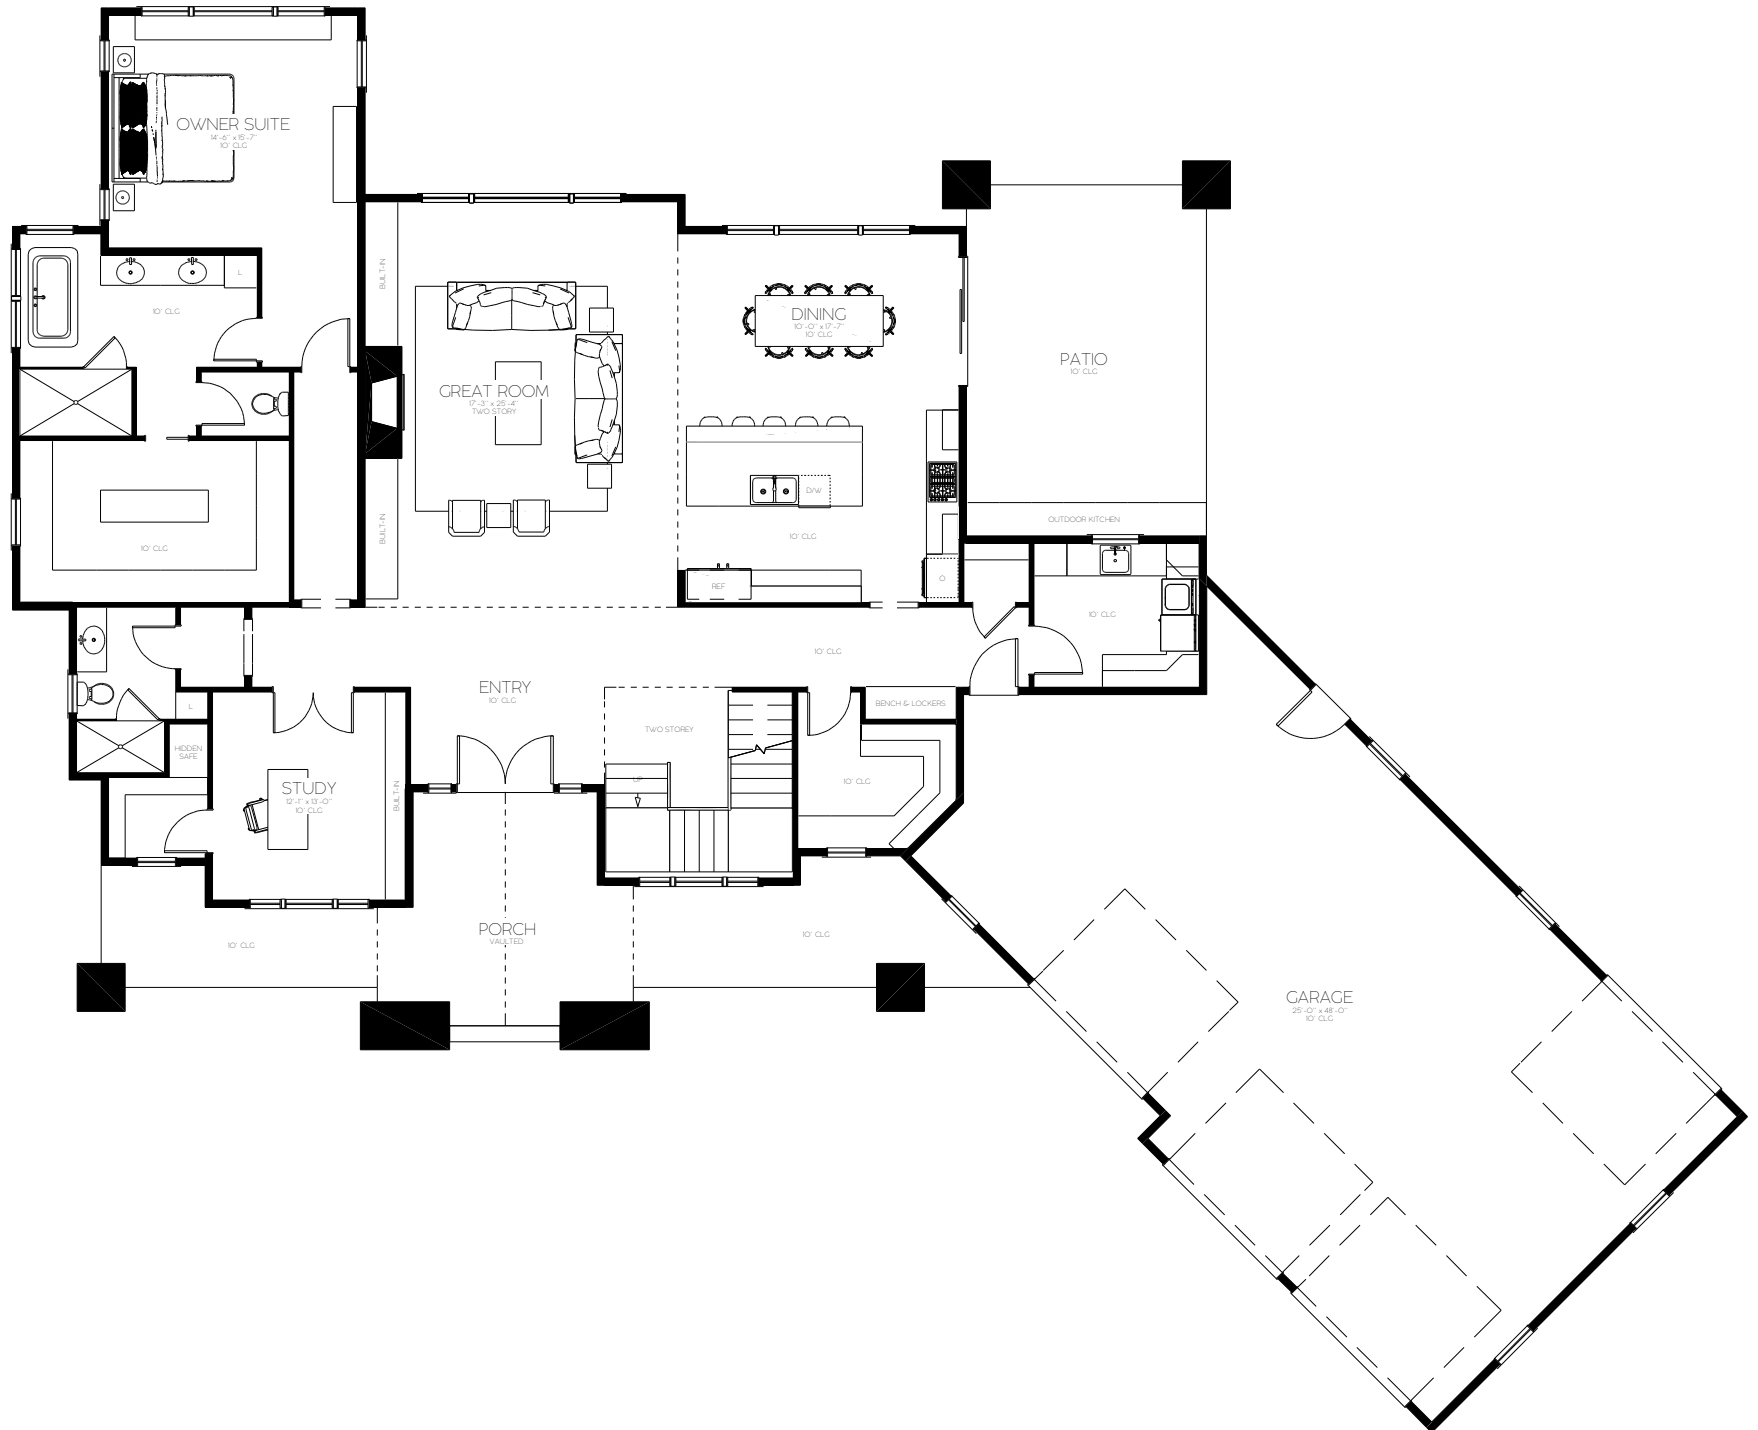 OWNER SUITE
14'-6" x 15'-7"
10' CLG
L
10' CLG
BUILT-IN
DINING
10'-0" x 17'-7"
10' CLG
PATIO
10' CLG
GREAT ROOM
17'-3" x 25'-4"
TWO STORY
D/W
10' CLG
BUILT-IN
10' CLG
OUTDOOR KITCHEN
REF
O
10' CLG
10' CLG
ENTRY
10' CLG
L
BENCH & LOCKERS
TWO STOREY
HIDDEN
SAFE
UP
10' CLG
STUDY
12'-1" x 13'-0"
10' CLG
BUILT-IN
PORCH
VAULTED
10' CLG
10' CLG
GARAGE
25'-0" x 48'-0"
10' CLG